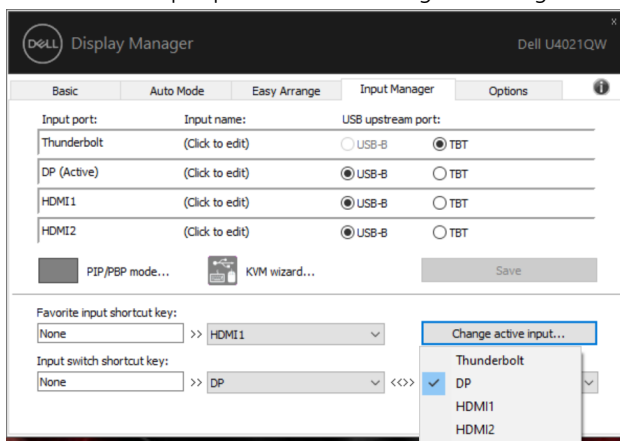 DELL Display Manager Dell U4021QW x
Basic Auto Mode Easy Arrange Input Manager Options i
Input port: Input name: USB upstream port:
Thunderbolt (Click to edit) USB-B TBT
DP (Active) (Click to edit) USB-B TBT
HDMI1 (Click to edit) USB-B TBT
HDMI2 (Click to edit) USB-B TBT
PIP/PBP mode... KVM wizard... Save
Favorite input shortcut key:
None >> HDMI1 Change active input...
Input switch shortcut key:
None >> DP <<>>
Thunderbolt
DP
HDMI1
HDMI2